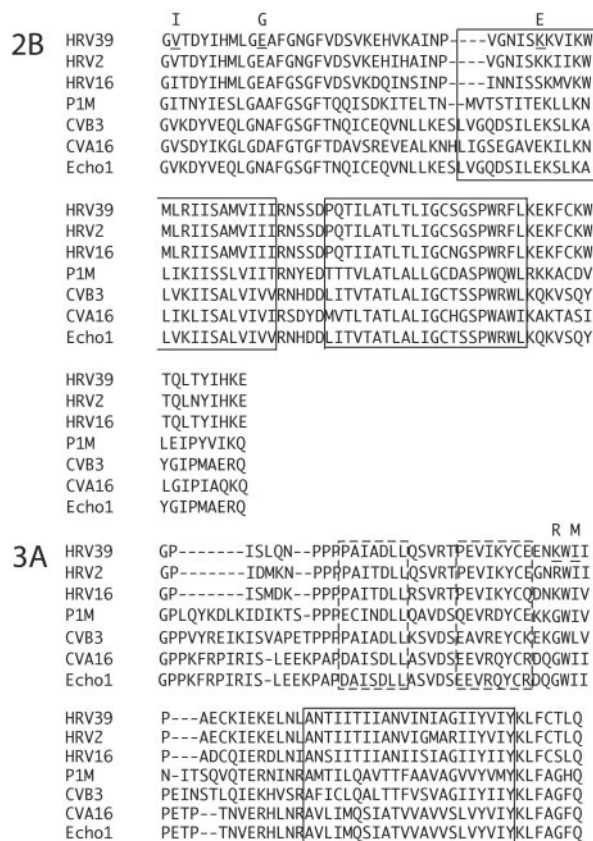 I G E
2B
HRV39 GVTDYIHMLGEAFGNGFVDSVKEHVKAINP----VGNISKKVIKW
HRV2 GVTDYIHMLGEAFGNGFVDSVKEHIHAINP----VGNISKKIIKW
HRV16 GVTDYIHMLGEAFGSGFVDSVKDQINSINP----INNISSKMVKW
P1M GITNYIESLGAAFGSGFTQQISDKITELTN--MVTSTITEKLLKN
CVB3 GVKDYVEQLGNAFGSGFTNQICEQVNLLKESLVGQDSILEKSLKA
CVA16 GVSDYIKGLGDAFGTGFTDAVSREVEALKNHLIGSEGAVEKILKN
Echo1 GVKDYVEQLGNAFGSGFTNQICEQVNLLKESLVGQDSILEKSLKA
HRV39 MLRIISAMVIIIRNSSDPQTILATLTLIGCSGSPWRFLKEKFCKW
HRV2 MLRIISAMVIIIRNSSDPQTILATLTLIGCSGSPWRFLKEKFCKW
HRV16 MLRIISAMVIIIRNSSDPQTIIATLTLIGCNGSPWRFLKEKFCKW
P1M LIKIISSLVIITRNYEDTTTVLATLALLGCDASPWQWLRKKACDV
CVB3 LVKIISALVIVVRNHDDLITVTATLALIGCTSSPWRWLKQKVSQY
CVA16 LIKLISALVIVIRSDYDMVTLTATLALIGCHGSPWAWIKAKTASI
Echo1 LVKIISALVIVVRNHDDLITVTATLALIGCTSSPWRWLKQKVSQY
HRV39 TQLTYIHKE
HRV2 TQLNYIHKE
HRV16 TQLTYIHKE
P1M LEIPYVIKQ
CVB3 YGIPMAERQ
CVA16 LGIPIAQKQ
Echo1 YGIPMAERQ
R M
3A
HRV39 GP-------ISLQN--PPPPAIADLLQSVRTPEVIKYCEENKWII
HRV2 GP-------IDMKN--PPPPAITDLLQSVRTPEVIKYCEGNRWII
HRV16 GP-------ISMDK--PPPPAITDLLRSVRTPEVIKYCQDNKWIV
P1M GPLQYKDLKIDIKTS-PPPECINDLLQAVDSQEVRDYCEKKGWIV
CVB3 GPPVYREIKISVAPETPPPPAIADLLKSVDSEAVREYCKEKGWLV
CVA16 GPPKFRPIRIS-LEEKPAPDAISDLLASVDSEEVRQYCRDQGWII
Echo1 GPPKFRPIRIS-LEEKPAPDAISDLLASVDSEEVRQYCRDQGWII
HRV39 P---AECKIEKELNLANTIITIIANVINIAGIIYVIYKLFCTLQ
HRV2 P---AECKIEKELNLANTIITIIANVIGMARIIYVIYKLFCTLQ
HRV16 P---ADCQIERDLNIANSIITIIANIISIAGIIYIIYKLFCSLQ
P1M N-ITSQVQTERNINRAMTILQAVTTFAAVAGVVYVMYKLFAGHQ
CVB3 PEINSTLQIEKHVSRAFICLQALTTFVSVAGIIYIIYKLFAGFQ
CVA16 PETP--TNVERHLNRAVLIMQSIATVVAVVSLVYVIYKLFAGFQ
Echo1 PETP--TNVERHLNRAVLIMQSIATVVAVVSLVYVIYKLFAGFQ